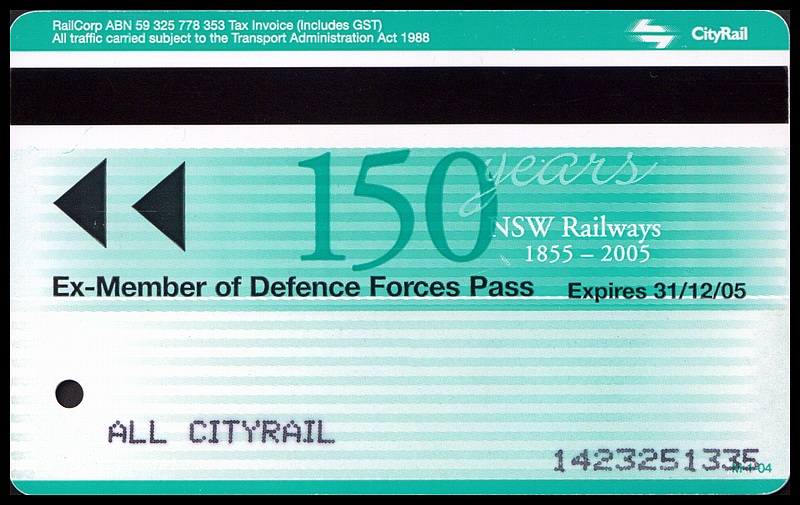 RailCorp ABN 59 325 778 353 Tax Invoice (Includes GST)
All traffic carried subject to the Transport Administration Act 1988
CityRail
150 years
NSW Railways
1855 – 2005
Ex-Member of Defence Forces Pass Expires 31/12/05
ALL CITYRAIL
1423251335